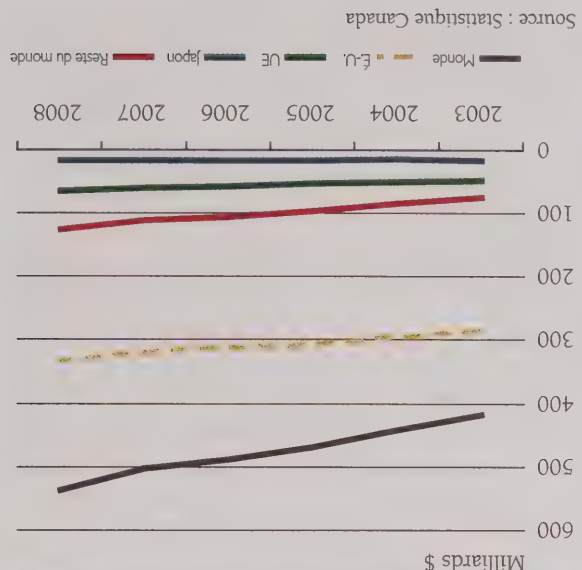 Milliards $
600
500
400
300
200
100
0
2003 2004 2005 2006 2007 2008
Monde É.-U. UE Japon Reste du monde
Source : Statistique Canada